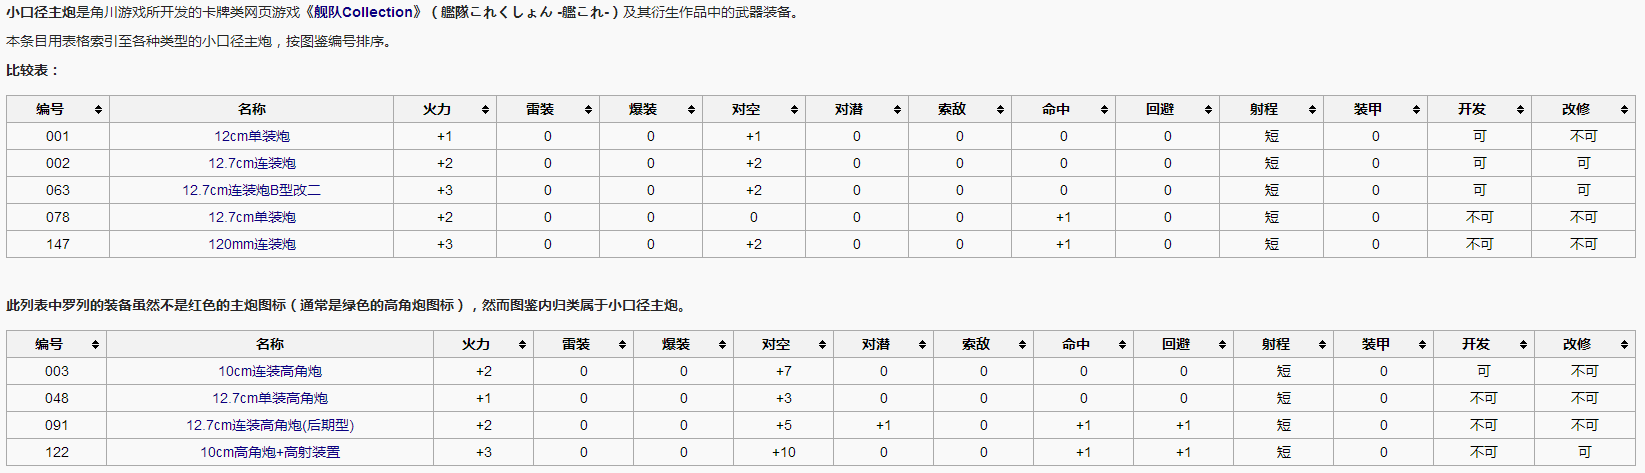 小口径主炮是角川游戏所开发的卡牌类网页游戏《舰队Collection》（艦隊これくしょん -艦これ-）及其衍生作品中的武器装备。
本条目用表格索引至各种类型的小口径主炮，按图鉴编号排序。
比较表：
编号 名称 火力 雷装 爆装 对空 对潜 索敌 命中 回避 射程 装甲 开发 改修
001 12cm单装炮 +1 0 0 +1 0 0 0 0 短 0 可 不可
002 12.7cm连装炮 +2 0 0 +2 0 0 0 0 短 0 可 可
063 12.7cm连装炮B型改二 +3 0 0 +2 0 0 0 0 短 0 可 可
078 12.7cm单装炮 +2 0 0 0 0 0 +1 0 短 0 不可 不可
147 120mm连装炮 +3 0 0 +2 0 0 +1 0 短 0 不可 不可
此列表中罗列的装备虽然不是红色的主炮图标（通常是绿色的高角炮图标），然而图鉴内归类属于小口径主炮。
编号 名称 火力 雷装 爆装 对空 对潜 索敌 命中 回避 射程 装甲 开发 改修
003 10cm连装高角炮 +2 0 0 +7 0 0 0 0 短 0 可 不可
048 12.7cm单装高角炮 +1 0 0 +3 0 0 0 0 短 0 不可 不可
091 12.7cm连装高角炮(后期型) +2 0 0 +5 +1 0 +1 +1 短 0 不可 不可
122 10cm高角炮+高射装置 +3 0 0 +10 0 0 +1 +1 短 0 不可 可